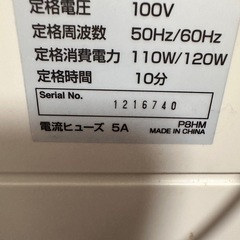 定格電圧 100V
定格周波数 50Hz/60Hz
定格消費電力 110W/120W
定格時間 10分
Serial No.
1216740
電流ヒューズ 5A P8HM
MADE IN CHINA